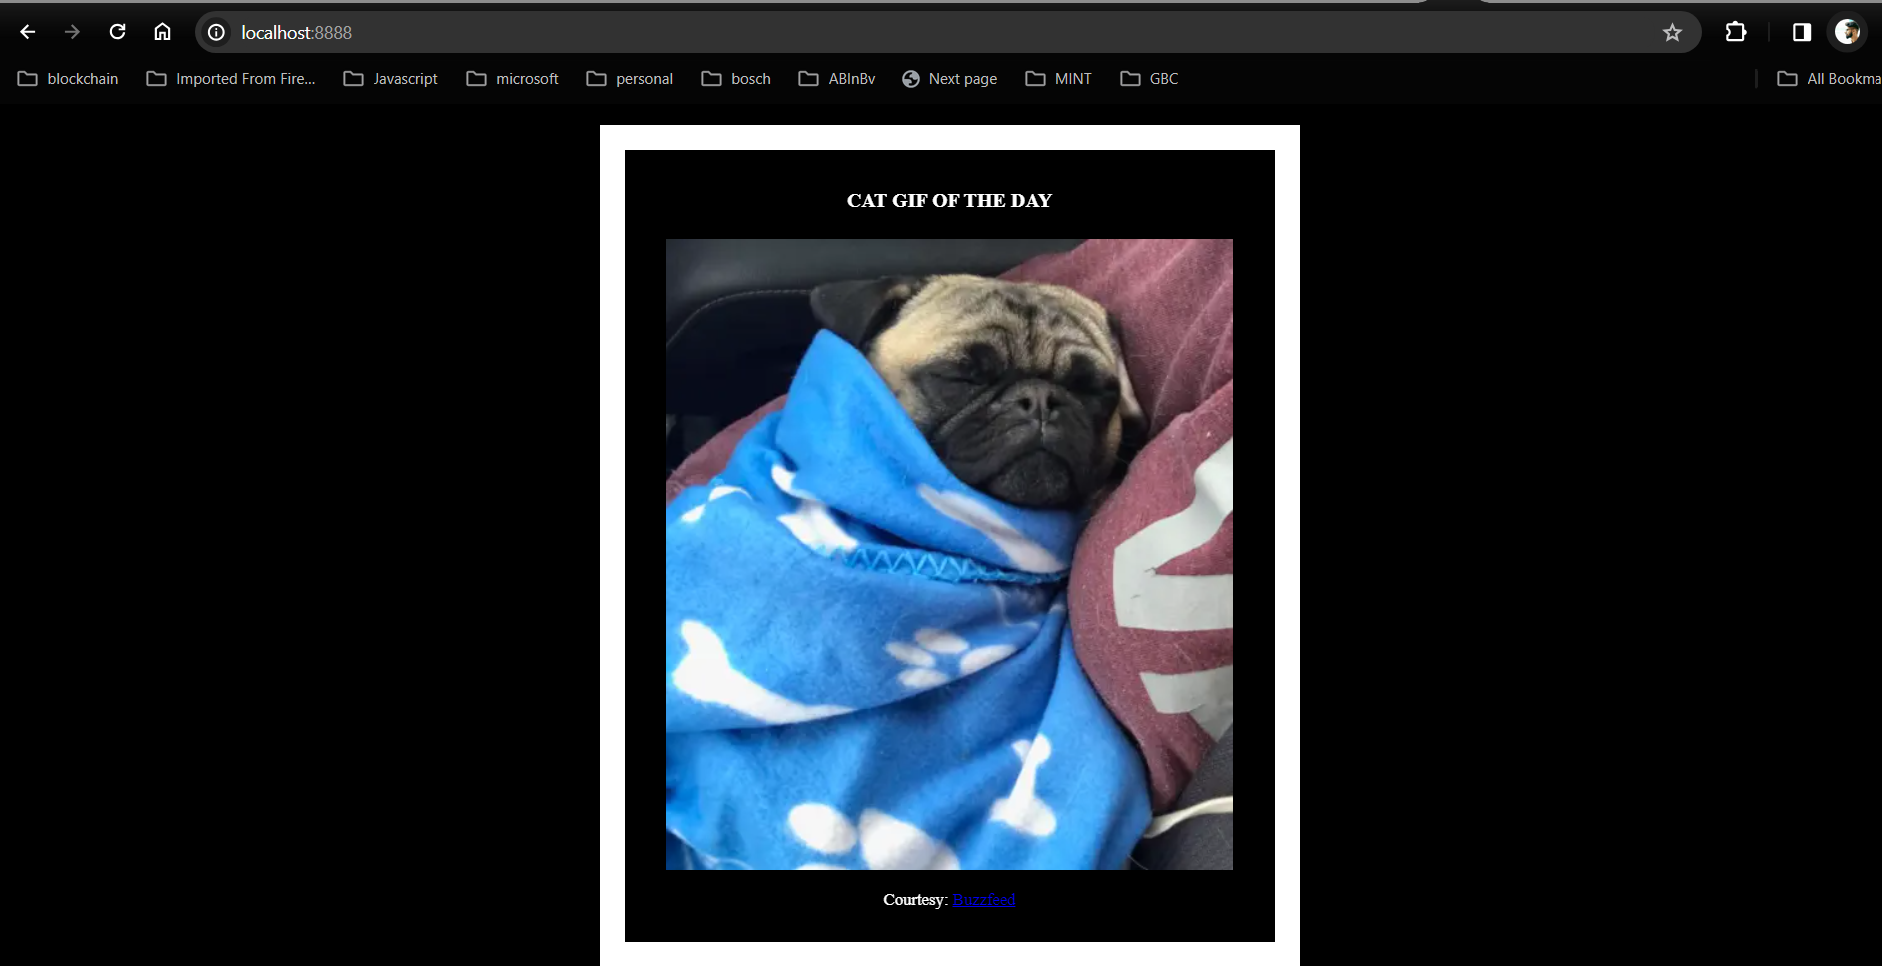 localhost:8888
blockchain Imported From Fire... Javascript microsoft personal bosch ABInBv Next page MINT GBC All Bookma
CAT GIF OF THE DAY
Courtesy: Buzzfeed